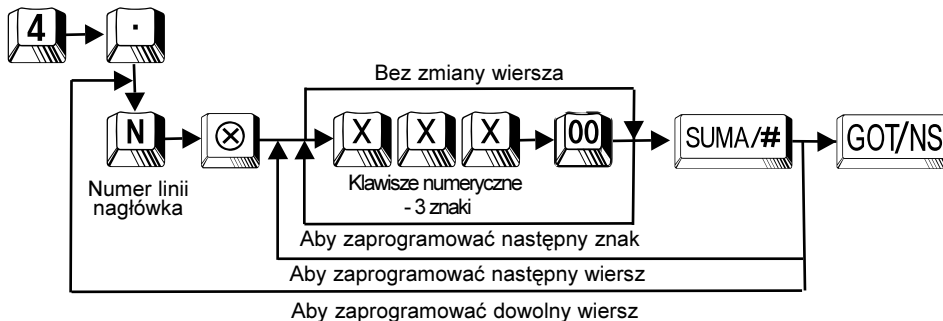 4 .
Bez zmiany wiersza
N ⊗ X X X 00 SUMA/# GOT/NS
Numer linii
nagłówka
Klawisze numeryczne
- 3 znaki
Aby zaprogramować następny znak
Aby zaprogramować następny wiersz
Aby zaprogramować dowolny wiersz